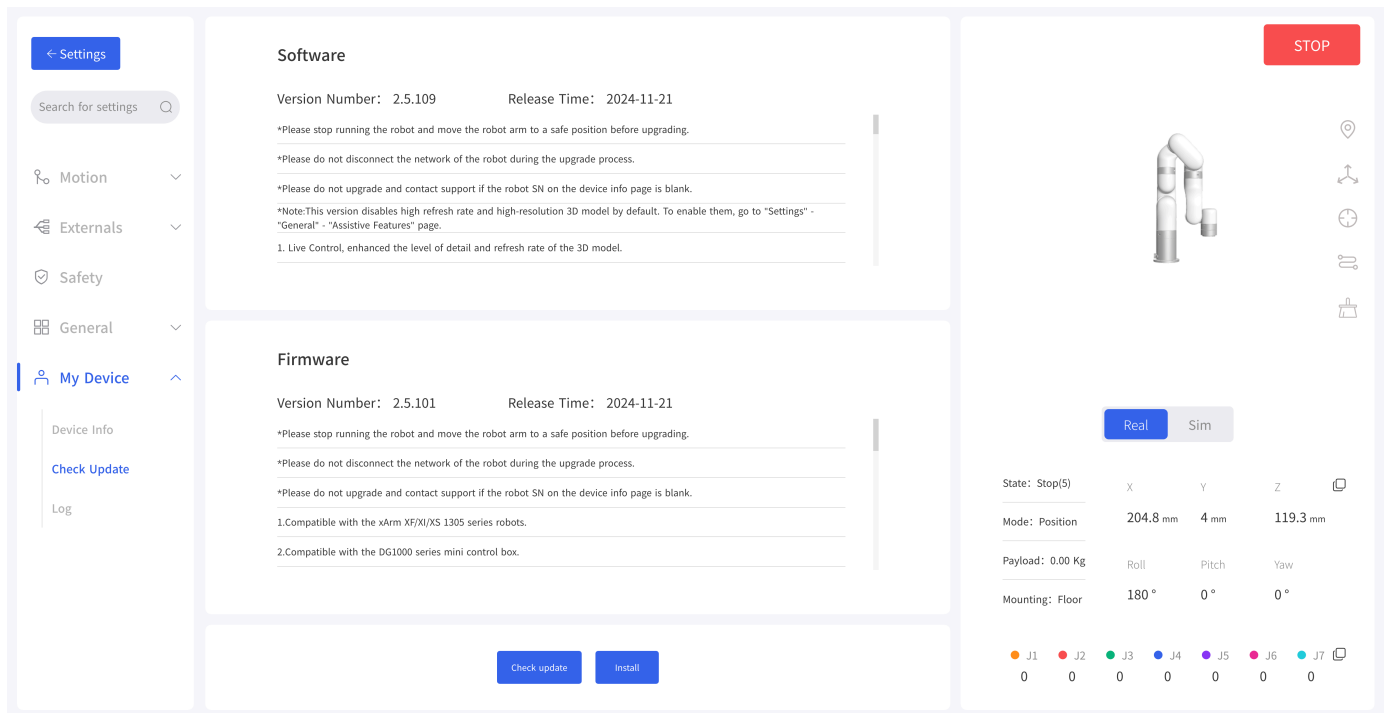 ← Settings
Search for settings
Motion
Externals
Safety
General
My Device
Device Info
Check Update
Log
Software
Version Number: 2.5.109 Release Time: 2024-11-21
*Please stop running the robot and move the robot arm to a safe position before upgrading.
*Please do not disconnect the network of the robot during the upgrade process.
*Please do not upgrade and contact support if the robot SN on the device info page is blank.
*Note:This version disables high refresh rate and high-resolution 3D model by default. To enable them, go to "Settings" -
"General" - "Assistive Features" page.
1. Live Control, enhanced the level of detail and refresh rate of the 3D model.
Firmware
Version Number: 2.5.101 Release Time: 2024-11-21
*Please stop running the robot and move the robot arm to a safe position before upgrading.
*Please do not disconnect the network of the robot during the upgrade process.
*Please do not upgrade and contact support if the robot SN on the device info page is blank.
1.Compatible with the xArm XF/XI/XS 1305 series robots.
2.Compatible with the DG1000 series mini control box.
Check update Install
STOP
Real Sim
State: Stop(5)
Mode: Position
Payload: 0.00 Kg
Mounting: Floor
X Y Z
204.8 mm 4 mm 119.3 mm
Roll Pitch Yaw
180 ° 0 ° 0 °
J1 J2 J3 J4 J5 J6 J7
0 0 0 0 0 0 0